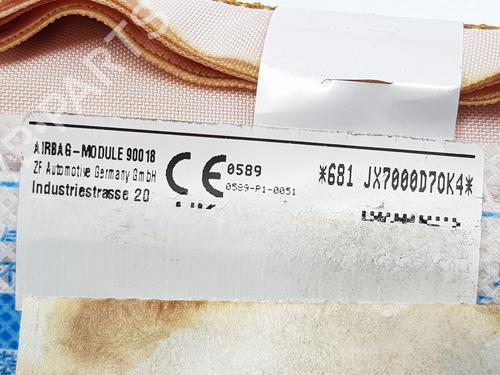 AIRBAG-MODULE 90018
ZF Automotive Germany GmbH
Industriestrasse 20
CE 0589
0589-P1-0051
*681 JX7000D70K4*